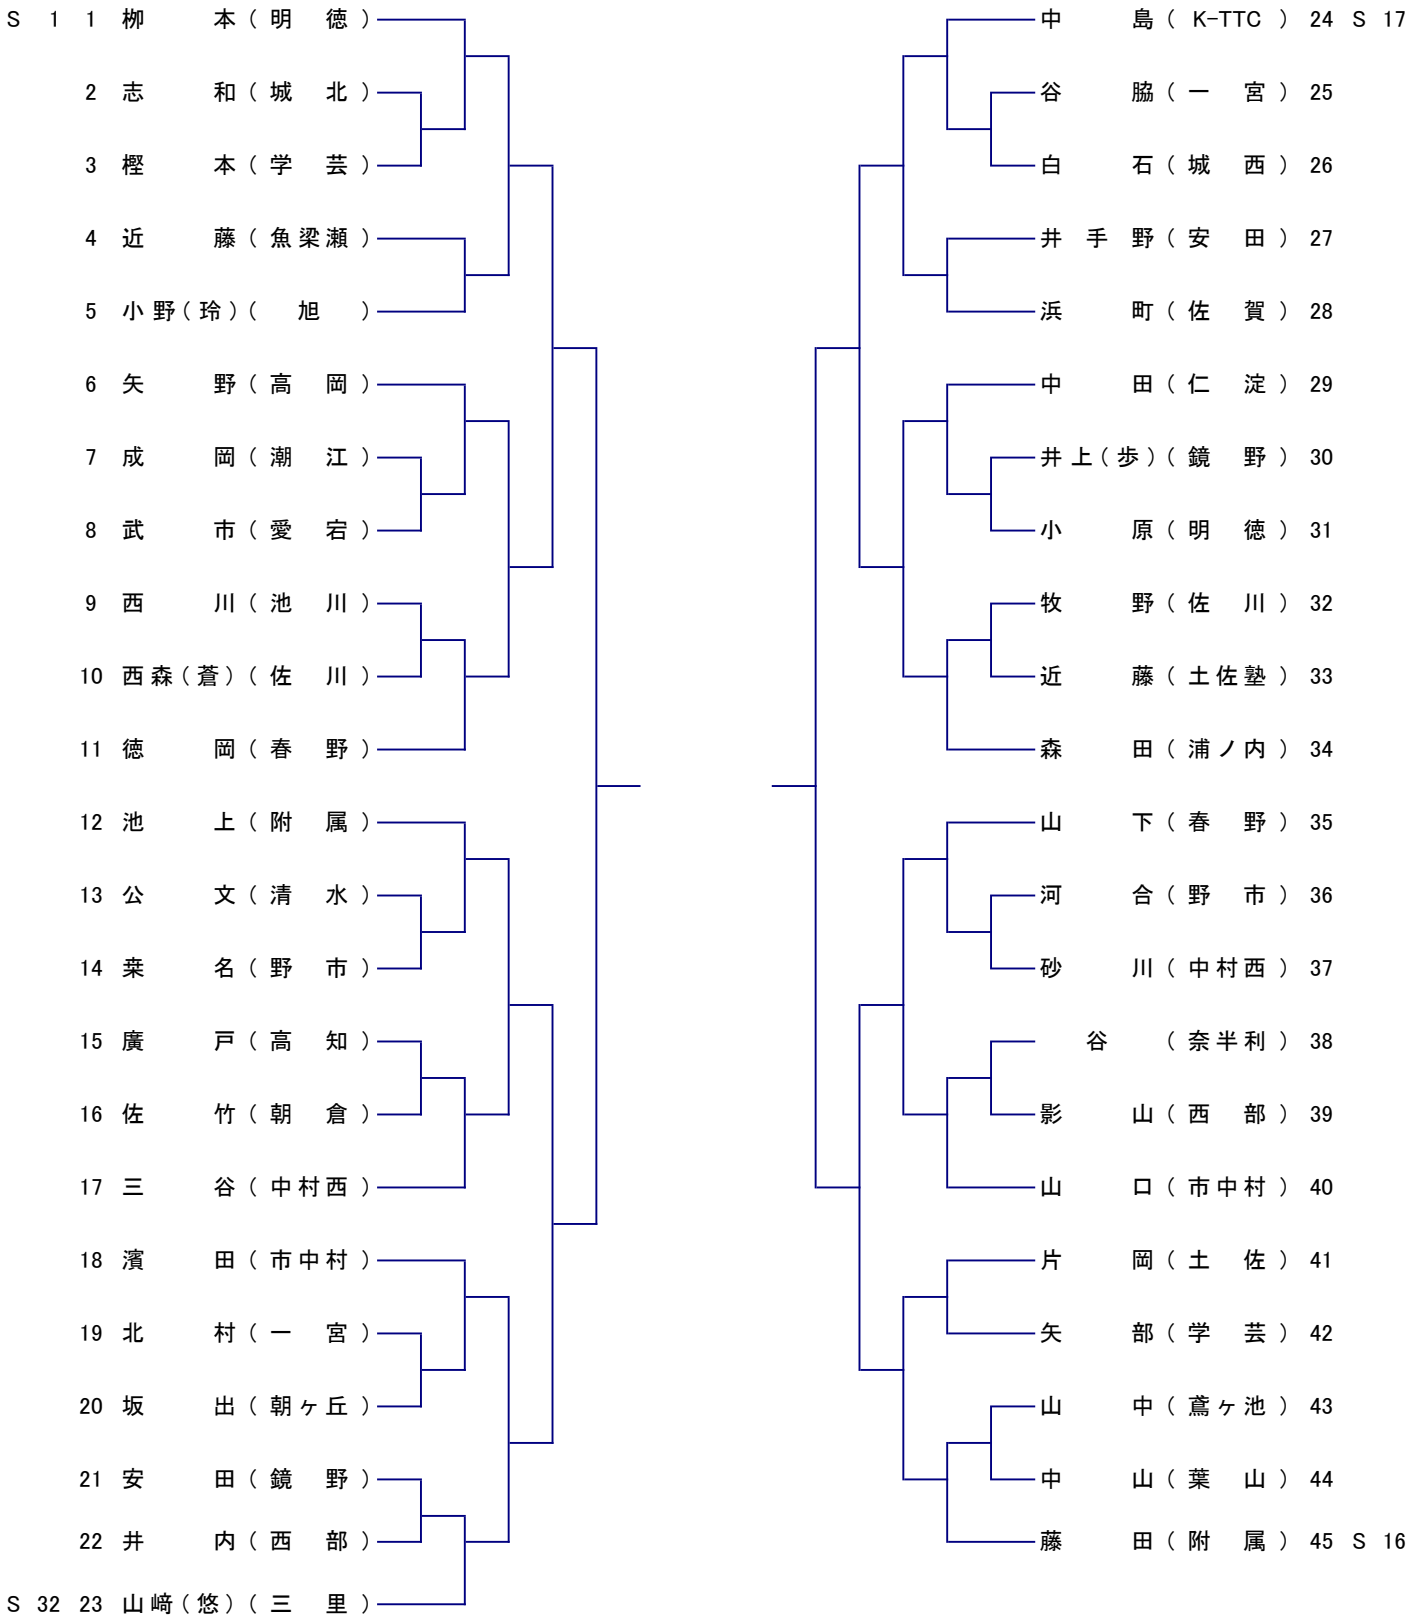 S 1 1 栁本（明徳）
2 志和（城北）
3 樫本（学芸）
4 近藤（魚梁瀬）
5 小野（玲）（旭）
6 矢野（高岡）
7 成岡（潮江）
8 武市（愛宕）
9 西川（池川）
10 西森（蒼）（佐川）
11 徳岡（春野）
12 池上（附属）
13 公文（清水）
14 桒名（野市）
15 廣戸（高知）
16 佐竹（朝倉）
17 三谷（中村西）
18 濱田（市中村）
19 北村（一宮）
20 坂出（朝ヶ丘）
21 安田（鏡野）
22 井内（西部）
S 32 23 山﨑（悠）（三里）
中島（K-TTC）24 S 17
谷脇（一宮）25
白石（城西）26
井手野（安田）27
浜町（佐賀）28
中田（仁淀）29
井上（歩）（鏡野）30
小原（明徳）31
牧野（佐川）32
近藤（土佐塾）33
森田（浦ノ内）34
山下（春野）35
河合（野市）36
砂川（中村西）37
谷（奈半利）38
影山（西部）39
山口（市中村）40
片岡（土佐）41
矢部（学芸）42
山中（鳶ヶ池）43
中山（葉山）44
藤田（附属）45 S 16